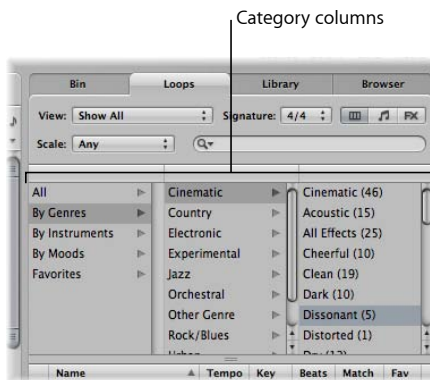 Category columns
Bin Loops Library Browser
View: Show All Signature: 4/4 FX
Scale: Any
All Cinematic Cinematic (46)
By Genres Country Acoustic (15)
By Instruments Electronic All Effects (25)
By Moods Experimental Cheerful (10)
Favorites Jazz Clean (19)
Orchestral Dark (10)
Other Genre Dissonant (5)
Rock/Blues Distorted (1)
Name Tempo Key Beats Match Fav